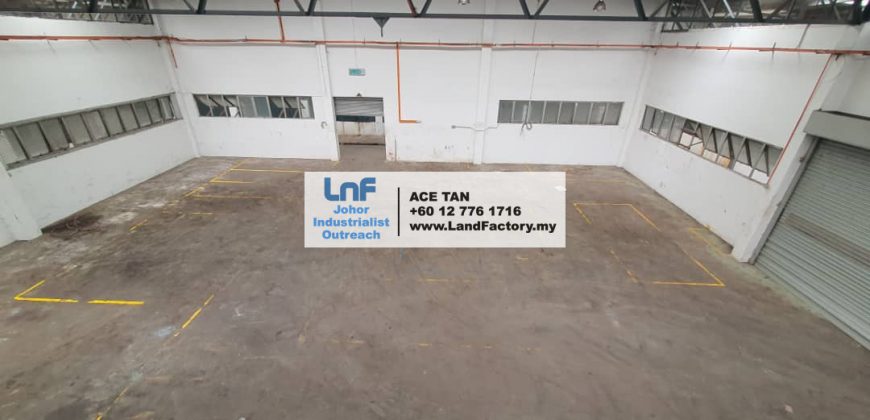 LnF
Johor
Industrialist
Outreach
ACE TAN
+60 12 776 1716
www.LandFactory.my